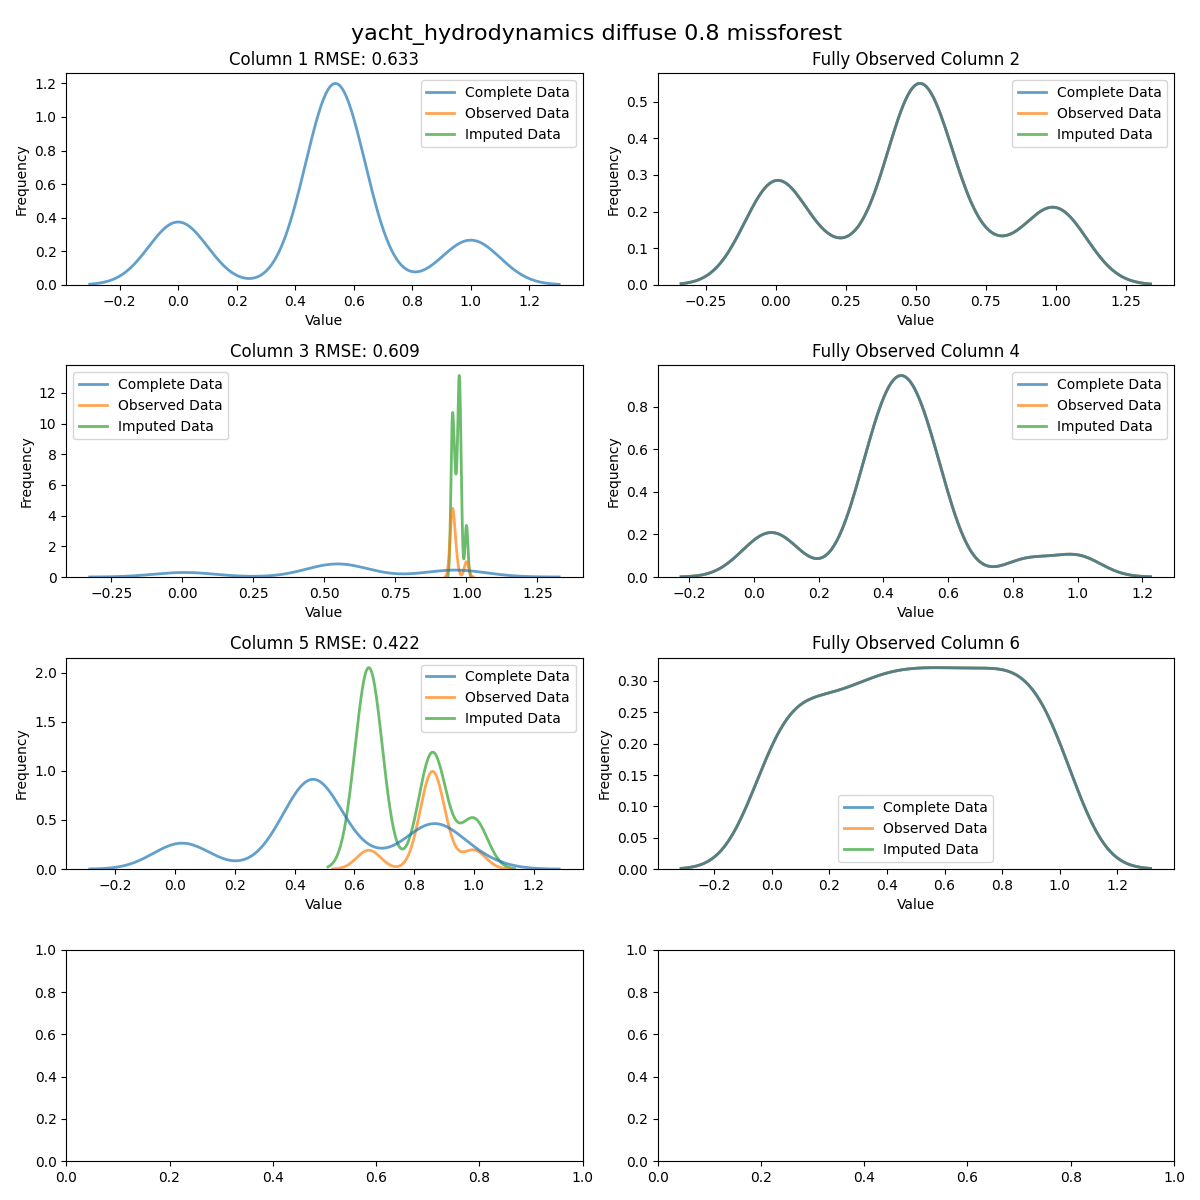 yacht_hydrodynamics diffuse 0.8 missforest
Column 1 RMSE: 0.633
Frequency
1.2
1.0
0.8
0.6
0.4
0.2
0.0
Complete Data
Observed Data
Imputed Data
−0.2 0.0 0.2 0.4 0.6 0.8 1.0 1.2
Value
Fully Observed Column 2
Frequency
0.5
0.4
0.3
0.2
0.1
0.0
Complete Data
Observed Data
Imputed Data
−0.25 0.00 0.25 0.50 0.75 1.00 1.25
Value
Column 3 RMSE: 0.609
Frequency
12
10
8
6
4
2
0
Complete Data
Observed Data
Imputed Data
−0.25 0.00 0.25 0.50 0.75 1.00 1.25
Value
Fully Observed Column 4
Frequency
0.8
0.6
0.4
0.2
0.0
Complete Data
Observed Data
Imputed Data
−0.2 0.0 0.2 0.4 0.6 0.8 1.0 1.2
Value
Column 5 RMSE: 0.422
Frequency
2.0
1.5
1.0
0.5
0.0
Complete Data
Observed Data
Imputed Data
−0.2 0.0 0.2 0.4 0.6 0.8 1.0 1.2
Value
Fully Observed Column 6
Frequency
0.30
0.25
0.20
0.15
0.10
0.05
0.00
Complete Data
Observed Data
Imputed Data
−0.2 0.0 0.2 0.4 0.6 0.8 1.0 1.2
Value
1.0
0.8
0.6
0.4
0.2
0.0
0.0 0.2 0.4 0.6 0.8 1.0
1.0
0.8
0.6
0.4
0.2
0.0
0.0 0.2 0.4 0.6 0.8 1.0